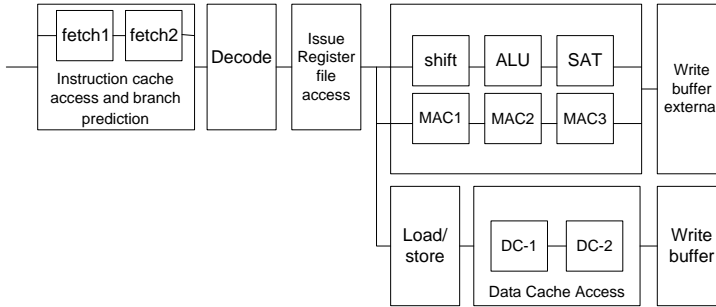 fetch1
fetch2
Instruction cache
access and branch
prediction
Decode
Issue
Register
file
access
shift
ALU
SAT
MAC1
MAC2
MAC3
Write
buffer
externa
Load/
store
DC-1
DC-2
Data Cache Access
Write
buffer